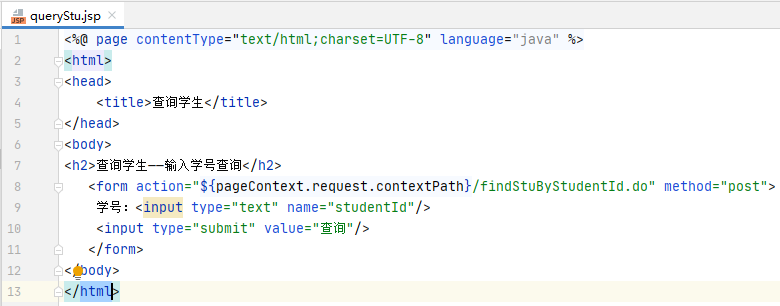 queryStu.jsp
1 <%@ page contentType="text/html;charset=UTF-8" language="java" %>
2 <html>
3 <head>
4 <title>查询学生</title>
5 </head>
6 <body>
7 <h2>查询学生——输入学号查询</h2>
8 <form action="${pageContext.request.contextPath}/findStuByStudentId.do" method="post">
9 学号：<input type="text" name="studentId"/>
10 <input type="submit" value="查询"/>
11 </form>
12 </body>
13 </html>